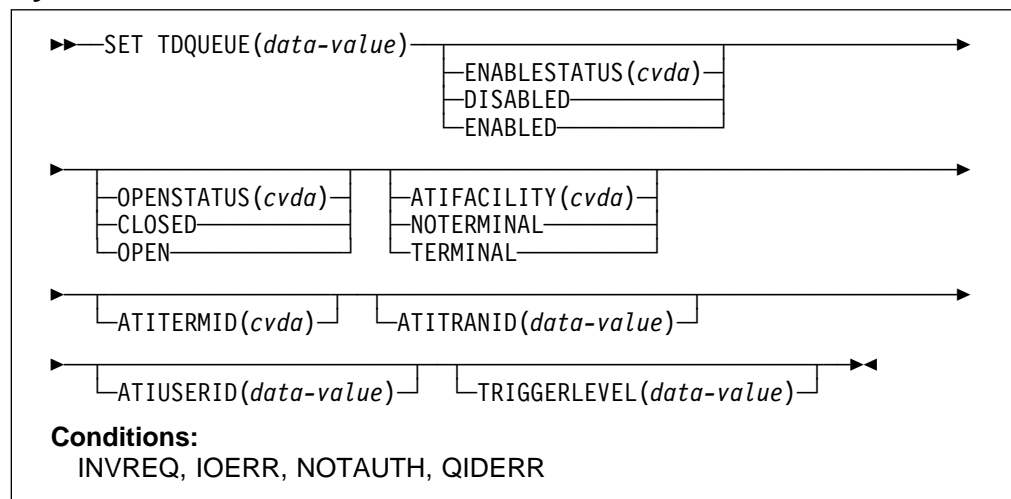 SET TDQUEUE(data-value)
ENABLESTATUS(cvda)
DISABLED
ENABLED
OPENSTATUS(cvda)
CLOSED
OPEN
ATIFACILITY(cvda)
NOTERMINAL
TERMINAL
ATITERMID(cvda) ATITRANID(data-value)
ATIUSERID(data-value) TRIGGERLEVEL(data-value)
Conditions:
INVREQ, IOERR, NOTAUTH, QIDERR